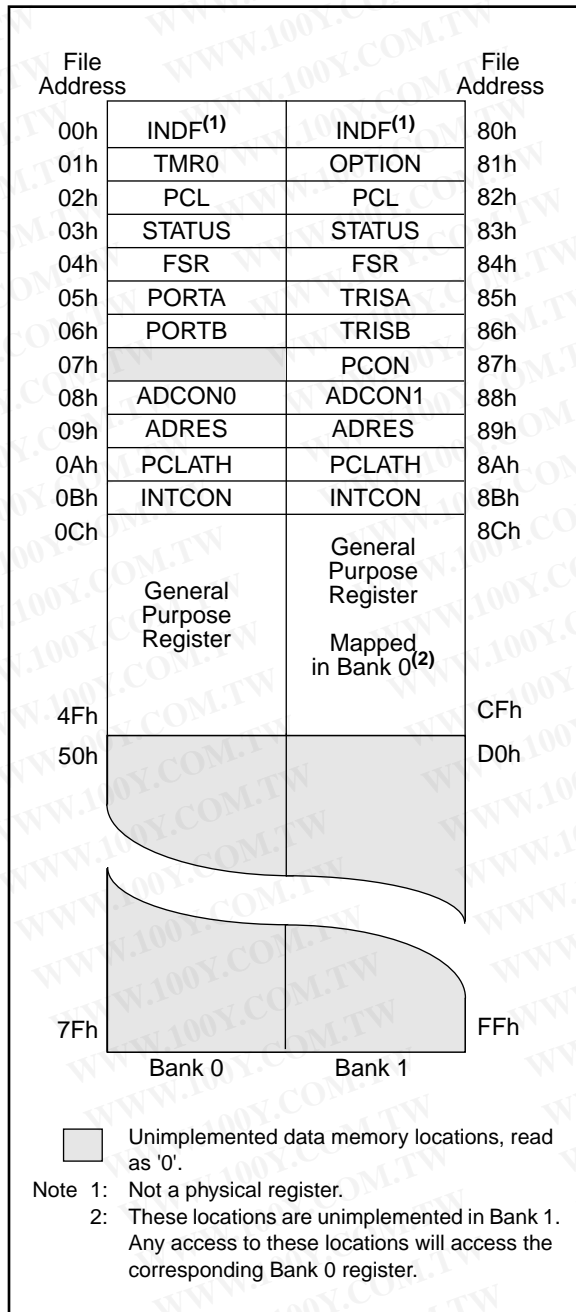 File Address File Address
00h INDF(1) INDF(1) 80h
01h TMR0 OPTION 81h
02h PCL PCL 82h
03h STATUS STATUS 83h
04h FSR FSR 84h
05h PORTA TRISA 85h
06h PORTB TRISB 86h
07h PCON 87h
08h ADCON0 ADCON1 88h
09h ADRES ADRES 89h
0Ah PCLATH PCLATH 8Ah
0Bh INTCON INTCON 8Bh
0Ch 8Ch
General Purpose Register
General Purpose Register
Mapped in Bank 0(2)
4Fh CFh
50h D0h
7Fh FFh
Bank 0 Bank 1
Unimplemented data memory locations, read
as '0'.
Note 1: Not a physical register.
2: These locations are unimplemented in Bank 1.
Any access to these locations will access the
corresponding Bank 0 register.
WWW.100Y.COM.TW